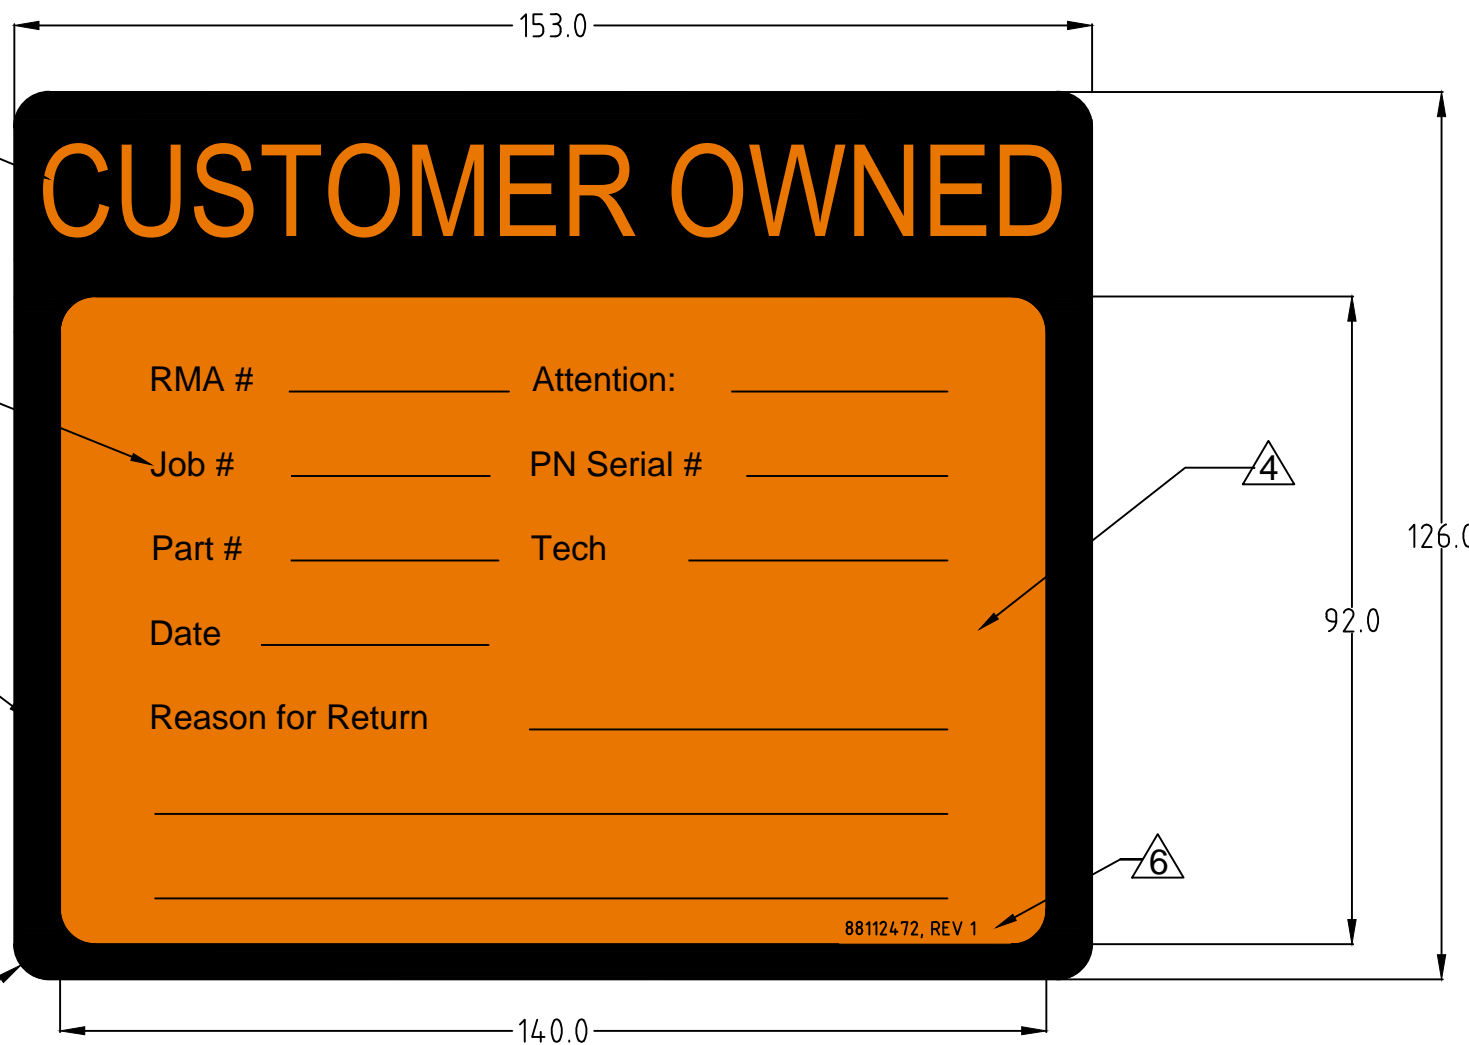 153.0
CUSTOMER OWNED
RMA # Attention:
Job # PN Serial #
4
Part # Tech
126.0
92.0
Date
Reason for Return
6
88112472, REV 1
140.0